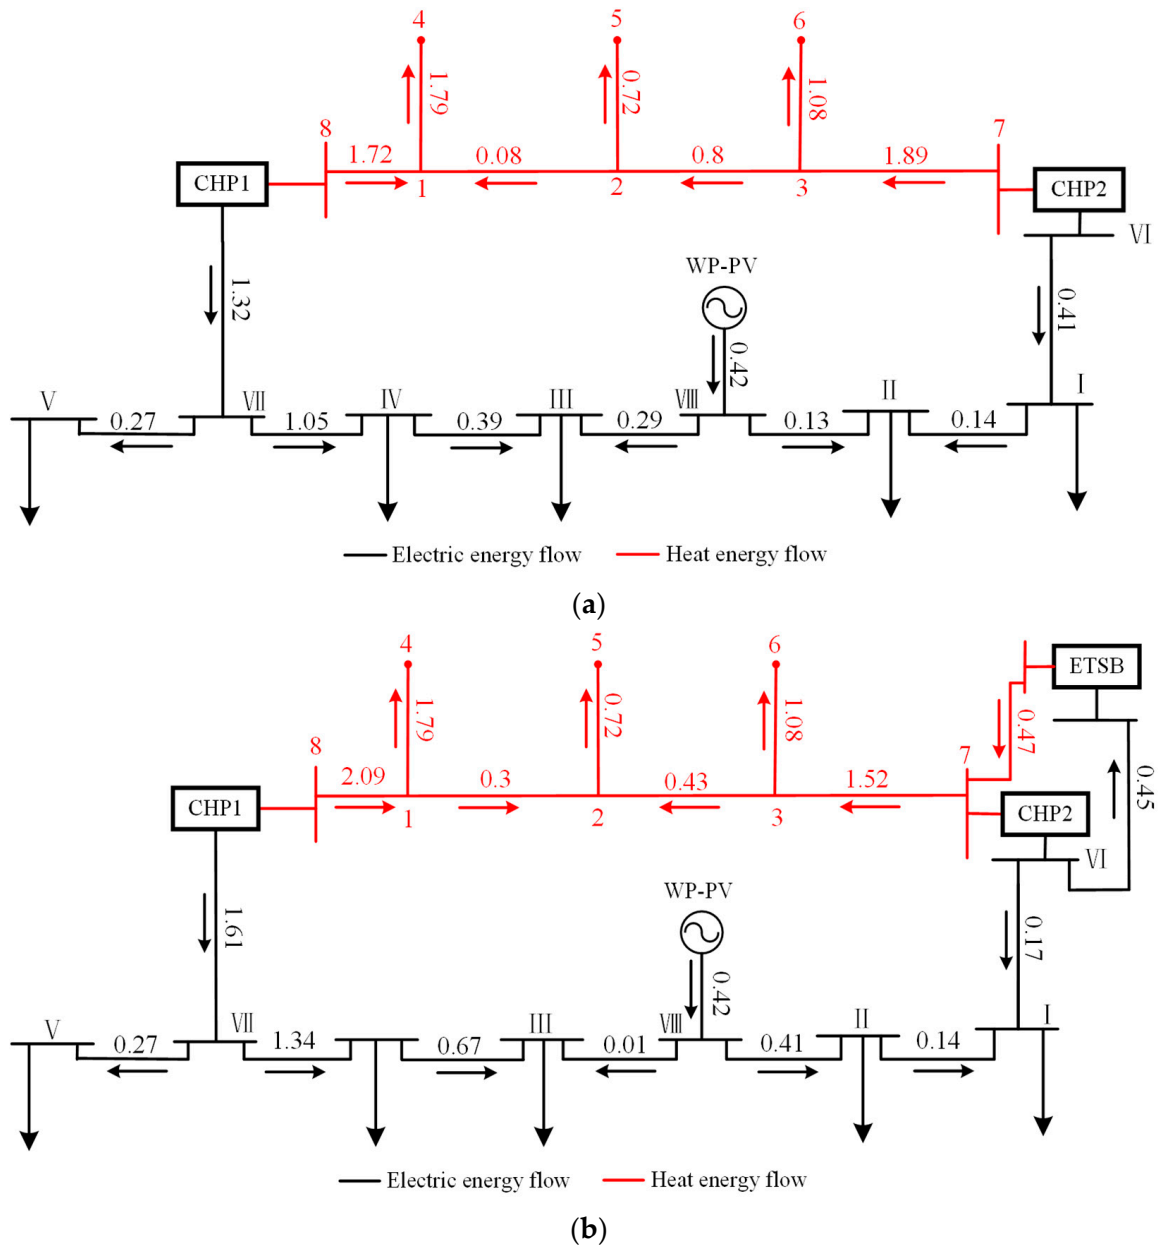 4 5 6
1.79 0.72 1.08
8 7
1.72 0.08 0.8 1.89
CHP1 1 2 3 CHP2
VI
WP-PV
1.32 0.42 0.41
V VII IV III VIII II I
0.27 1.05 0.39 0.29 0.13 0.14
Electric energy flow Heat energy flow
(a)
4 5 6
ETSB
1.79 0.72 1.08 0.47
8 7
2.09 0.3 0.43 1.52 0.45
CHP1 1 2 3 CHP2
VI
WP-PV
1.61 0.42 0.17
V VII III VIII II I
0.27 1.34 0.67 0.01 0.41 0.14
Electric energy flow Heat energy flow
(b)